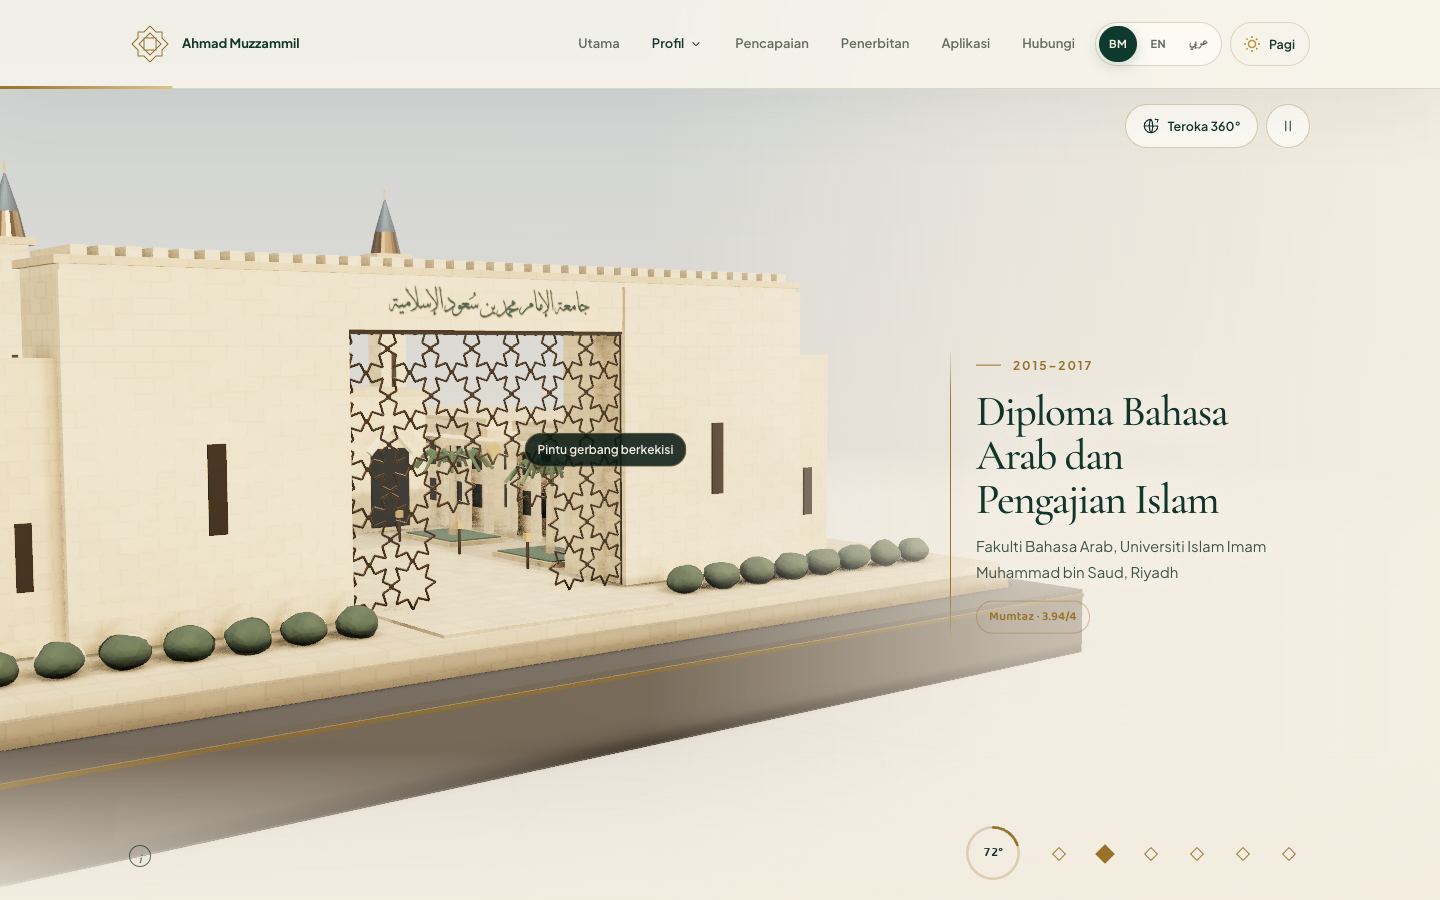 Ahmad Muzzammil
Utama
Profil
Pencapaian
Penerbitan
Aplikasi
Hubungi
BM
EN
عربي
Pagi
Teroka 360°
جامعة الإمام محمد بن سُعود الإسلامية
Pintu gerbang berkekisi
2015–2017
Diploma Bahasa
Arab dan
Pengajian Islam
Fakulti Bahasa Arab, Universiti Islam Imam
Muhammad bin Saud, Riyadh
Mumtaz · 3.94/4
i
72°